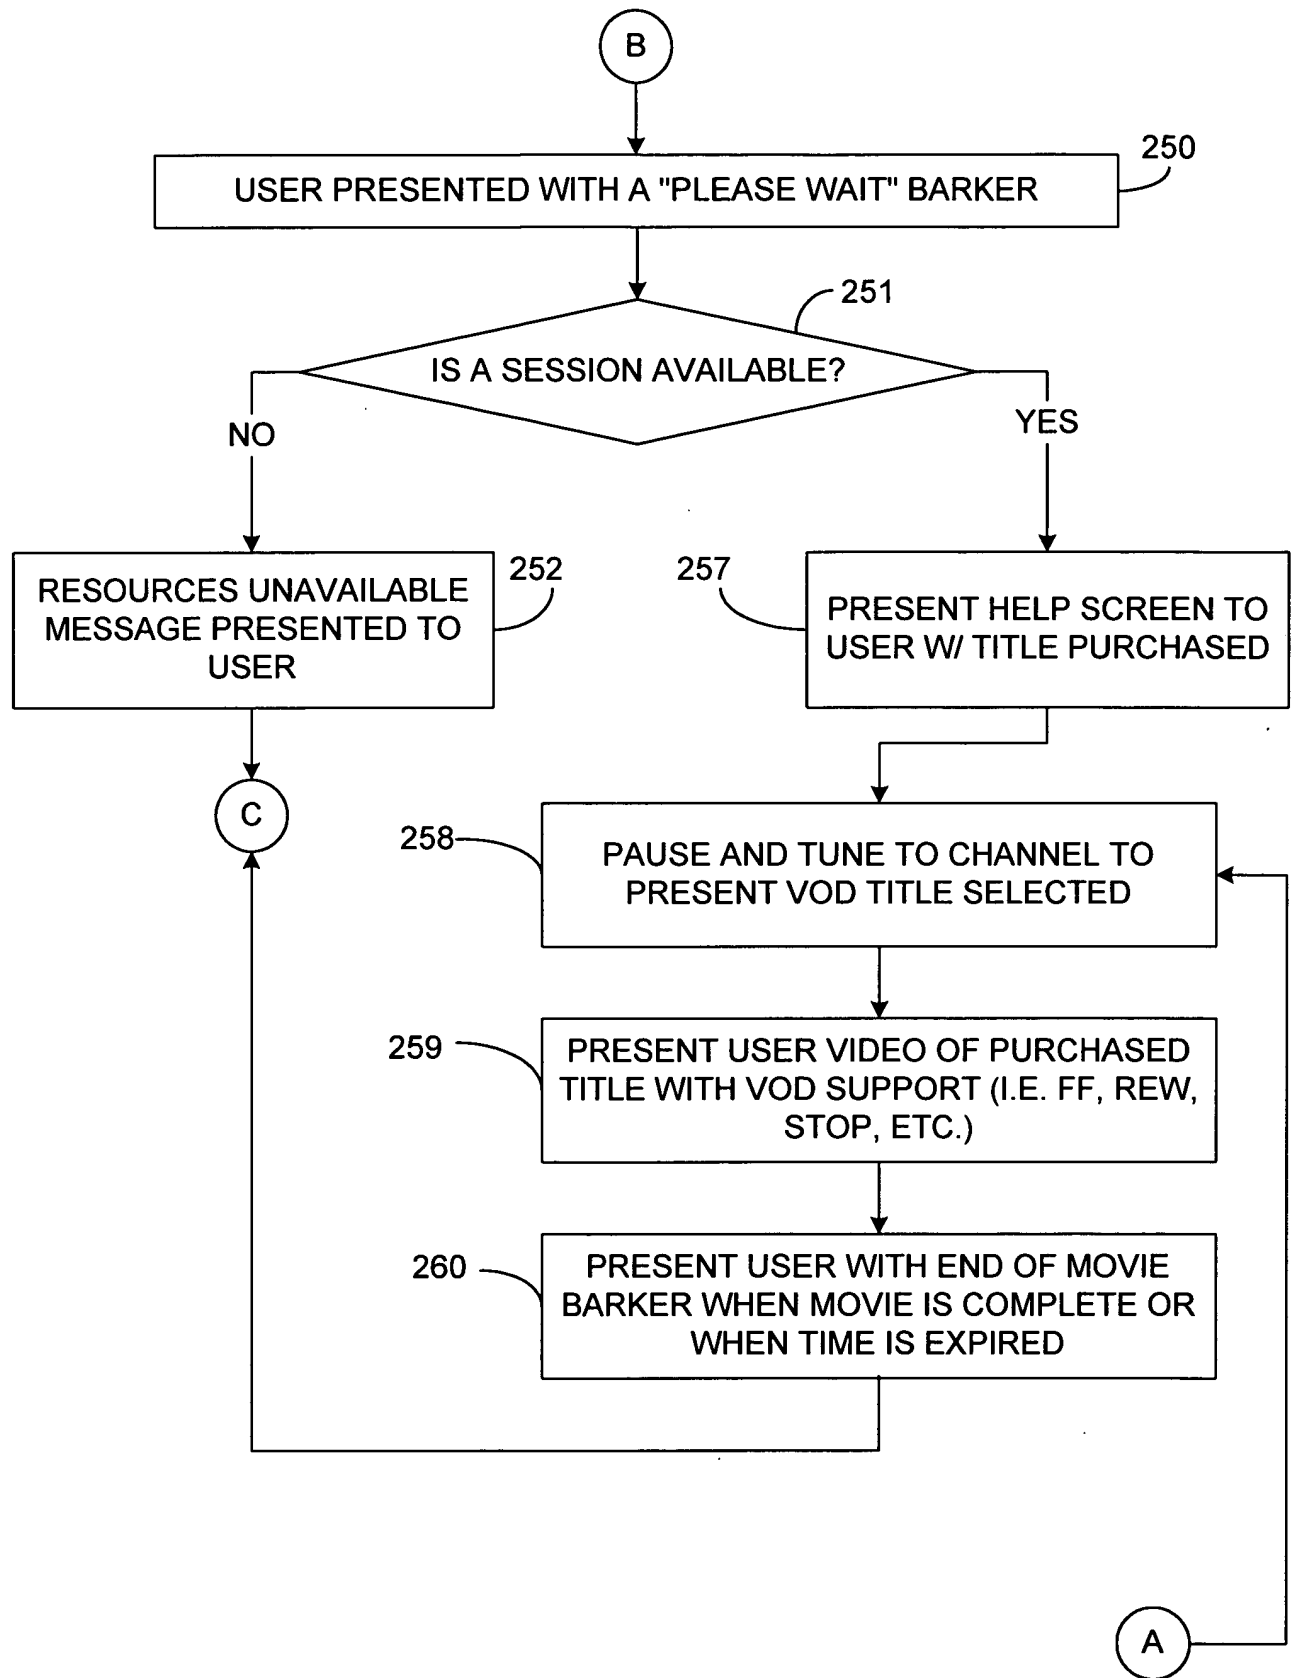 B
250
USER PRESENTED WITH A "PLEASE WAIT" BARKER
251
IS A SESSION AVAILABLE?
NO
YES
252
RESOURCES UNAVAILABLE
MESSAGE PRESENTED TO
USER
257
PRESENT HELP SCREEN TO
USER W/ TITLE PURCHASED
C
258
PAUSE AND TUNE TO CHANNEL TO
PRESENT VOD TITLE SELECTED
259
PRESENT USER VIDEO OF PURCHASED
TITLE WITH VOD SUPPORT (I.E. FF, REW,
STOP, ETC.)
260
PRESENT USER WITH END OF MOVIE
BARKER WHEN MOVIE IS COMPLETE OR
WHEN TIME IS EXPIRED
A